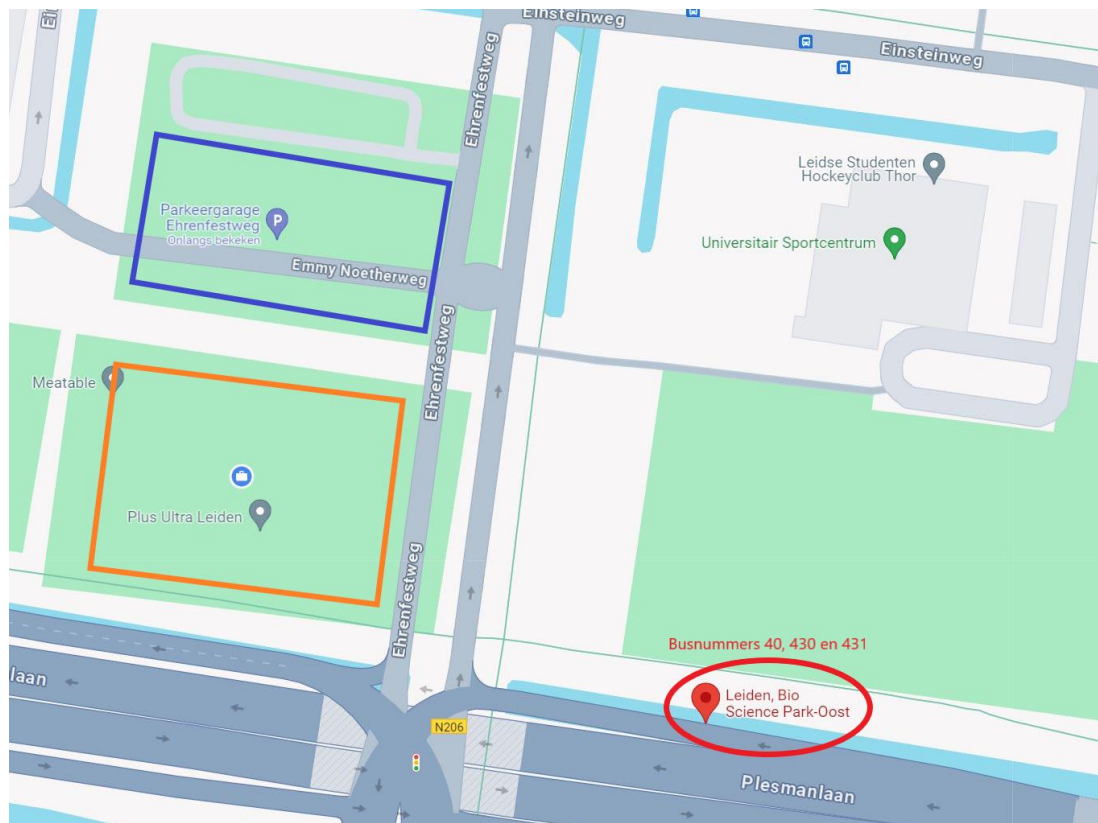 Einsteinweg
Einsteinweg
Ehrenfestweg
Leidse Studenten
Hockeyclub Thor
Parkeergarage
Ehrenfestweg
Onlangs bekeken
P
Universitair Sportcentrum
Emmy Noetherweg
Ehrenfestweg
Meatable
Plus Ultra Leiden
Ehrenfestweg
Busnummers 40, 430 en 431
Leiden, Bio
Science Park-Oost
laan
N206
Plesmanlaan